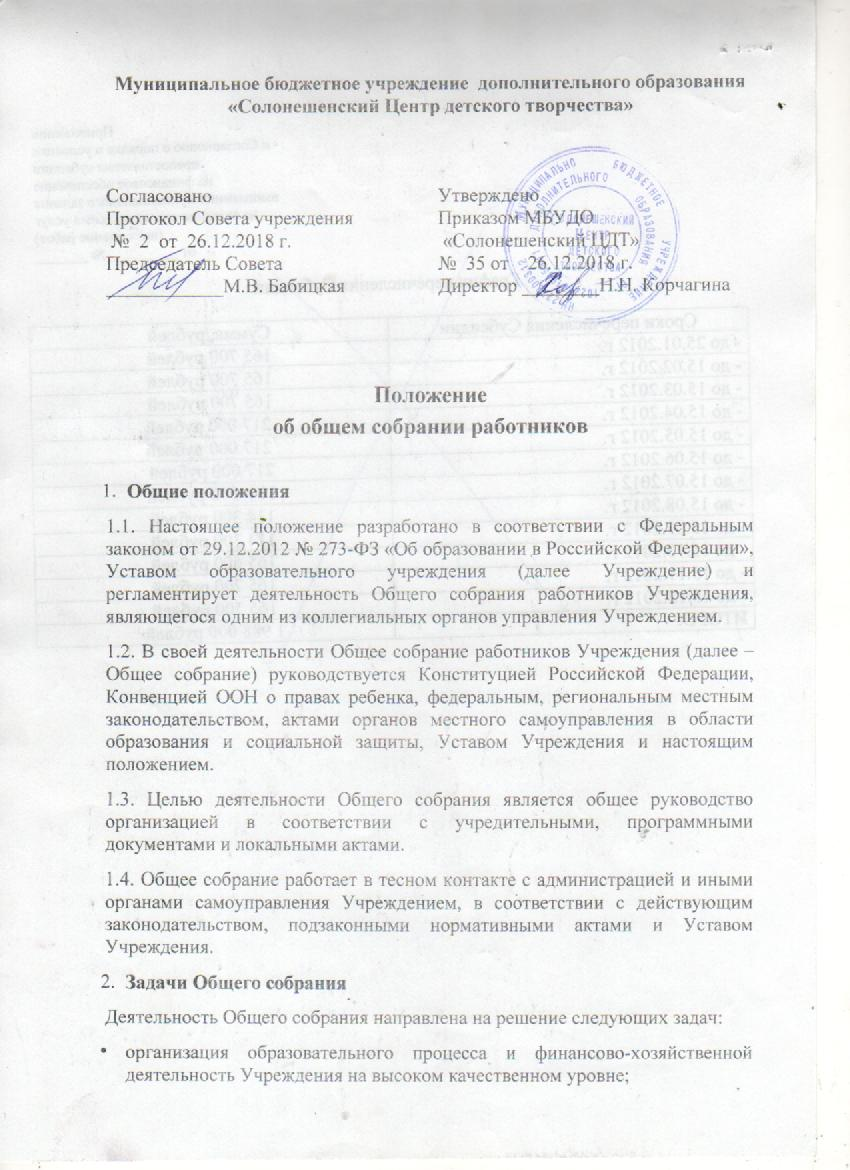 Муниципальное бюджетное учреждение дополнительного образования
«Солонешенский Центр детского творчества»
Согласовано
Протокол Совета учреждения
№ 2 от 26.12.2018 г.
Председатель Совета
____________М.В. Бабицкая
Утверждено
Приказом МБУДО
«Солонешенский ЦДТ»
№ 35 от 26.12.2018 г.
Директор ________Н.Н. Корчагина
Положение
об общем собрании работников
1. Общие положения
1.1. Настоящее положение разработано в соответствии с Федеральным
законом от 29.12.2012 № 273-ФЗ «Об образовании в Российской Федерации»,
Уставом образовательного учреждения (далее Учреждение) и
регламентирует деятельность Общего собрания работников Учреждения,
являющегося одним из коллегиальных органов управления Учреждением.
1.2. В своей деятельности Общее собрание работников Учреждения (далее –
Общее собрание) руководствуется Конституцией Российской Федерации,
Конвенцией ООН о правах ребенка, федеральным, региональным местным
законодательством, актами органов местного самоуправления в области
образования и социальной защиты, Уставом Учреждения и настоящим
положением.
1.3. Целью деятельности Общего собрания является общее руководство
организацией в соответствии с учредительными, программными
документами и локальными актами.
1.4. Общее собрание работает в тесном контакте с администрацией и иными
органами самоуправления Учреждением, в соответствии с действующим
законодательством, подзаконными нормативными актами и Уставом
Учреждения.
2. Задачи Общего собрания
Деятельность Общего собрания направлена на решение следующих задач:
• организация образовательного процесса и финансово-хозяйственной
деятельность Учреждения на высоком качественном уровне;